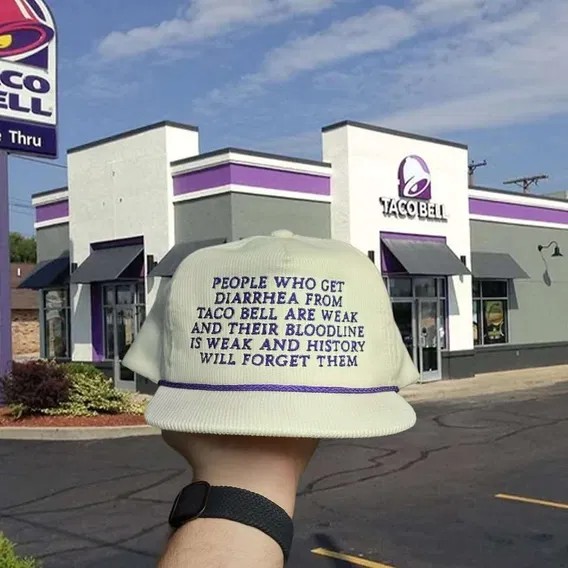 CO
ELL
Thru
TACO BELL
PEOPLE WHO GET
DIARRHEA FROM
TACO BELL ARE WEAK
AND THEIR BLOODLINE
IS WEAK AND HISTORY
WILL FORGET THEM